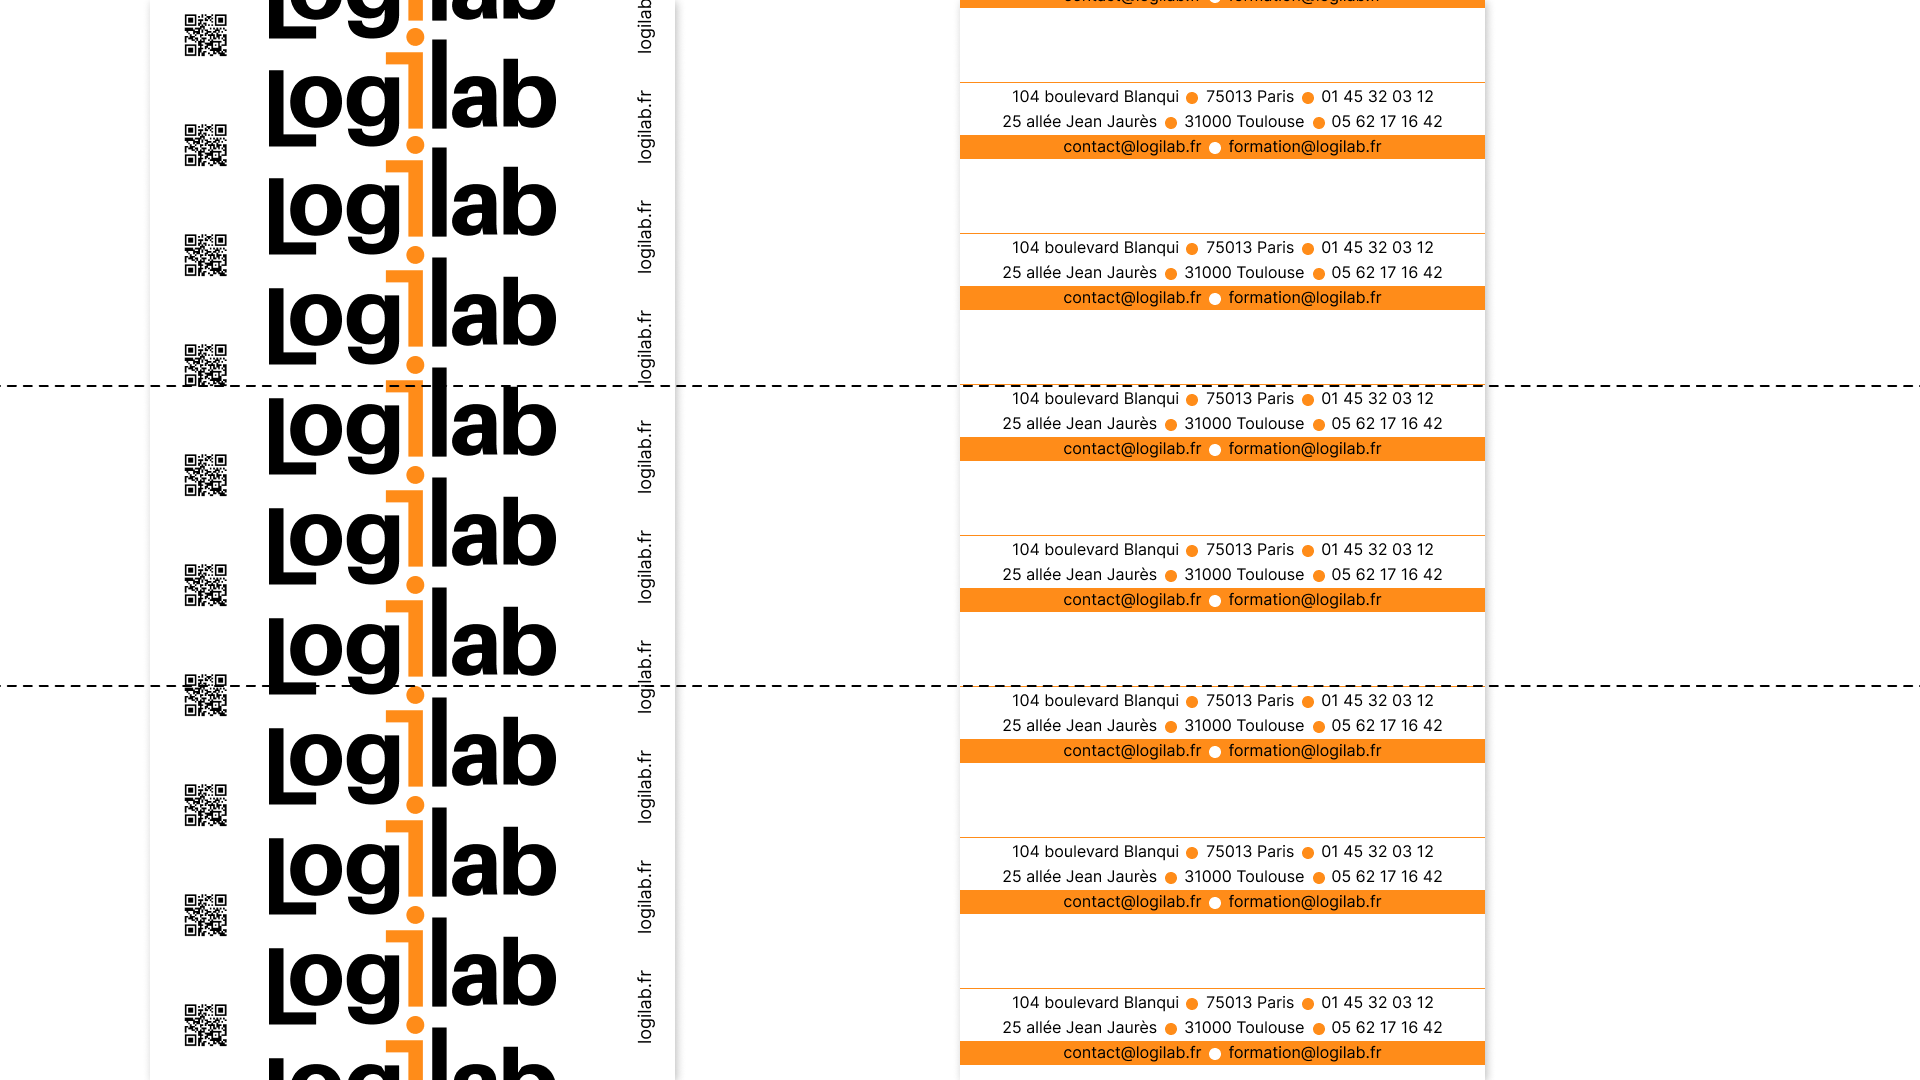 logilab
logilab
Logilab
logilab.fr
Logilab
logilab.fr
Logilab
logilab.fr
Logilab
logilab.fr
Logilab
logilab.fr
Logilab
logilab.fr
Logilab
logilab.fr
Logilab
logilab.fr
Logilab
logilab.fr
contact@logilab.fr formation@logilab.fr
104 boulevard Blanqui 75013 Paris 01 45 32 03 12
25 allée Jean Jaurès 31000 Toulouse 05 62 17 16 42
contact@logilab.fr formation@logilab.fr
104 boulevard Blanqui 75013 Paris 01 45 32 03 12
25 allée Jean Jaurès 31000 Toulouse 05 62 17 16 42
contact@logilab.fr formation@logilab.fr
104 boulevard Blanqui 75013 Paris 01 45 32 03 12
25 allée Jean Jaurès 31000 Toulouse 05 62 17 16 42
contact@logilab.fr formation@logilab.fr
104 boulevard Blanqui 75013 Paris 01 45 32 03 12
25 allée Jean Jaurès 31000 Toulouse 05 62 17 16 42
contact@logilab.fr formation@logilab.fr
104 boulevard Blanqui 75013 Paris 01 45 32 03 12
25 allée Jean Jaurès 31000 Toulouse 05 62 17 16 42
contact@logilab.fr formation@logilab.fr
104 boulevard Blanqui 75013 Paris 01 45 32 03 12
25 allée Jean Jaurès 31000 Toulouse 05 62 17 16 42
contact@logilab.fr formation@logilab.fr
104 boulevard Blanqui 75013 Paris 01 45 32 03 12
25 allée Jean Jaurès 31000 Toulouse 05 62 17 16 42
contact@logilab.fr formation@logilab.fr